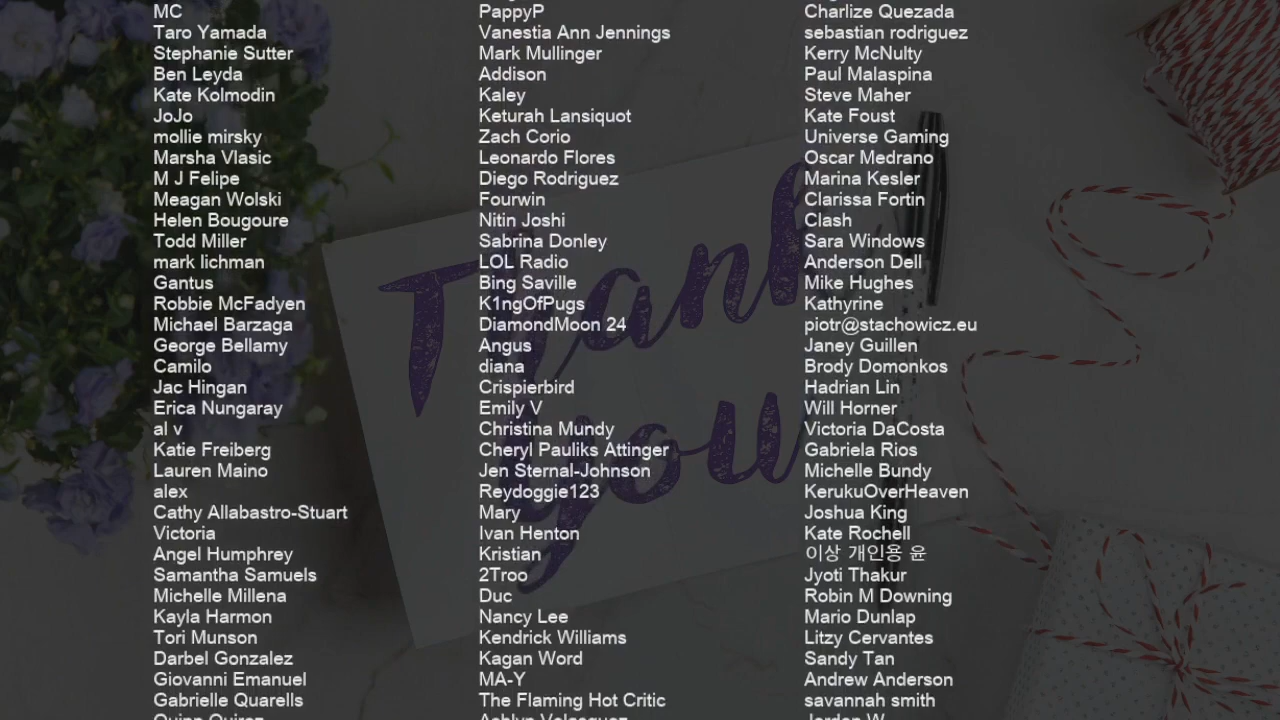 MC
Taro Yamada
Stephanie Sutter
Ben Leyda
Kate Kolmodin
JoJo
mollie mirsky
Marsha Vlasic
M J Felipe
Meagan Wolski
Helen Bougoure
Todd Miller
mark lichman
Gantus
Robbie McFadyen
Michael Barzaga
George Bellamy
Camilo
Jac Hingan
Erica Nungaray
al v
Katie Freiberg
Lauren Maino
alex
Cathy Allabastro-Stuart
Victoria
Angel Humphrey
Samantha Samuels
Michelle Millena
Kayla Harmon
Tori Munson
Darbel Gonzalez
Giovanni Emanuel
Gabrielle Quarells
PappyP
Vanestia Ann Jennings
Mark Mullinger
Addison
Kaley
Keturah Lansiquot
Zach Corio
Leonardo Flores
Diego Rodriguez
Fourwin
Nitin Joshi
Sabrina Donley
LOL Radio
Bing Saville
K1ngOfPugs
DiamondMoon 24
Angus
diana
Crispierbird
Emily V
Christina Mundy
Cheryl Pauliks Attinger
Jen Sternal-Johnson
Reydoggie123
Mary
Ivan Henton
Kristian
2Troo
Duc
Nancy Lee
Kendrick Williams
Kagan Word
MA-Y
The Flaming Hot Critic
Charlize Quezada
sebastian rodriguez
Kerry McNulty
Paul Malaspina
Steve Maher
Kate Foust
Universe Gaming
Oscar Medrano
Marina Kesler
Clarissa Fortin
Clash
Sara Windows
Anderson Dell
Mike Hughes
Kathyrine
piotr@stachowicz.eu
Janey Guillen
Brody Domonkos
Hadrian Lin
Will Horner
Victoria DaCosta
Gabriela Rios
Michelle Bundy
KerukuOverHeaven
Joshua King
Kate Rochell
이상 개인용 윤
Jyoti Thakur
Robin M Downing
Mario Dunlap
Litzy Cervantes
Sandy Tan
Andrew Anderson
savannah smith
Thank
you